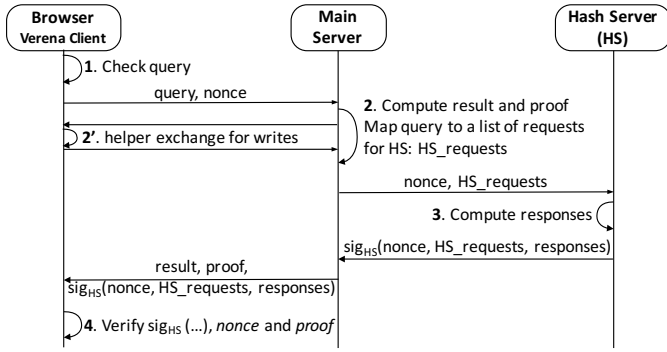 Browser
Verena Client
Main
Server
Hash Server
(HS)
1. Check query
query, nonce
2. Compute result and proof
Map query to a list of requests
for HS: HS_requests
2'. helper exchange for writes
nonce, HS_requests
3. Compute responses
sigHS(nonce, HS_requests, responses)
result, proof,
sigHS(nonce, HS_requests, responses)
4. Verify sigHS (...), nonce and proof